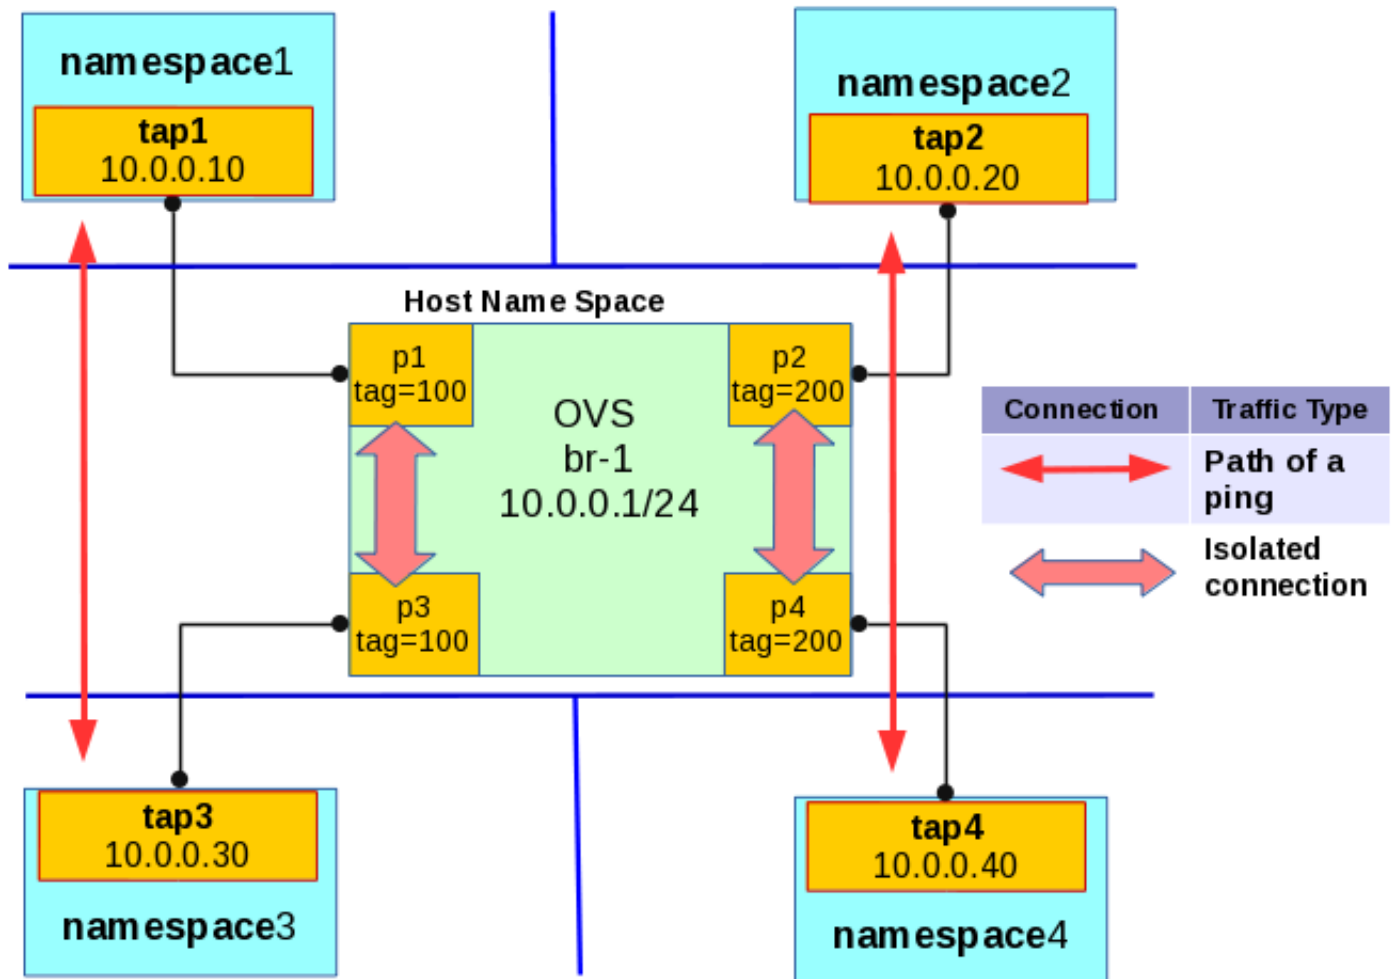 namespace1
tap1
10.0.0.10
namespace2
tap2
10.0.0.20
Host Name Space
p1
tag=100
p2
tag=200
OVS
br-1
10.0.0.1/24
p3
tag=100
p4
tag=200
Connection Traffic Type
Path of a
ping
Isolated
connection
tap3
10.0.0.30
namespace3
tap4
10.0.0.40
namespace4